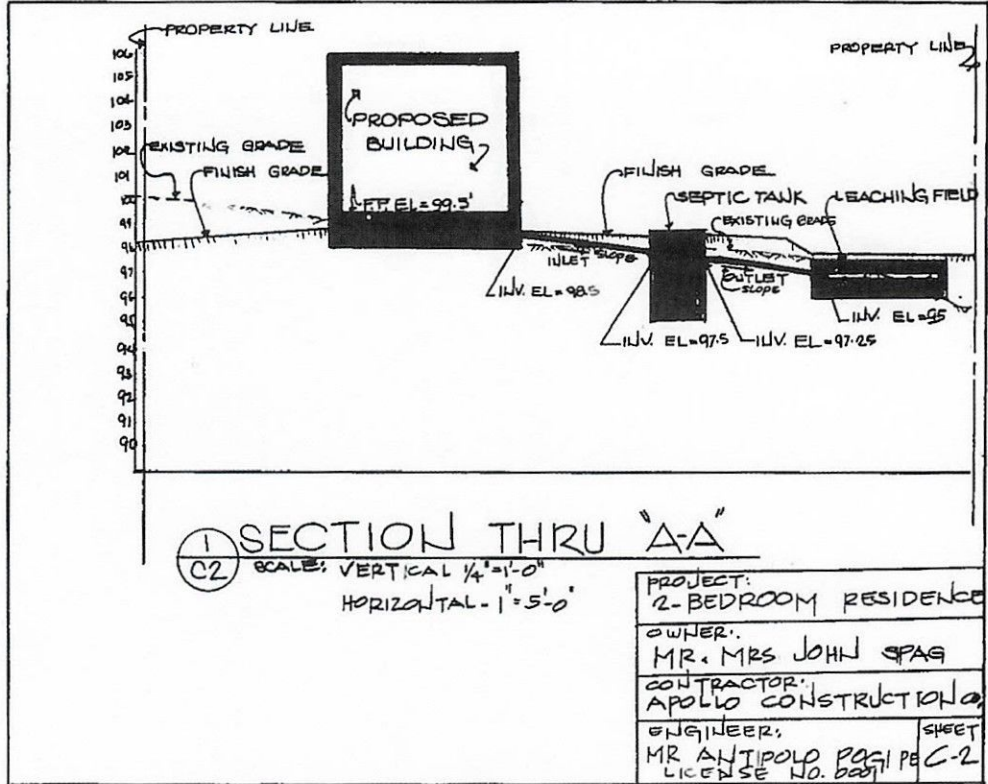 PROPERTY LINE
PROPERTY LINE
106
105
104
103
102
101
100
99
98
97
96
95
94
93
92
91
90
EXISTING GRADE
FINISH GRADE
PROPOSED
BUILDING
F.F. EL = 99.5'
FINISH GRADE
SEPTIC TANK
LEACHING FIELD
EXISTING GRADE
INLET SLOPE
OUTLET
SLOPE
INV. EL = 98.5
INV. EL = 97.5
INV. EL = 97.25
INV. EL = 95
1
C2
SECTION THRU "A-A"
SCALE: VERTICAL 1/4" = 1'-0"
HORIZONTAL - 1" = 5'-0"
PROJECT:
2-BEDROOM RESIDENCE
OWNER:
MR. MRS JOHN SPAG
CONTRACTOR:
APOLLO CONSTRUCTION CO.
ENGINEER:
MR ANTIPOLO POGI PE
LICENSE NO.
SHEET
C-2